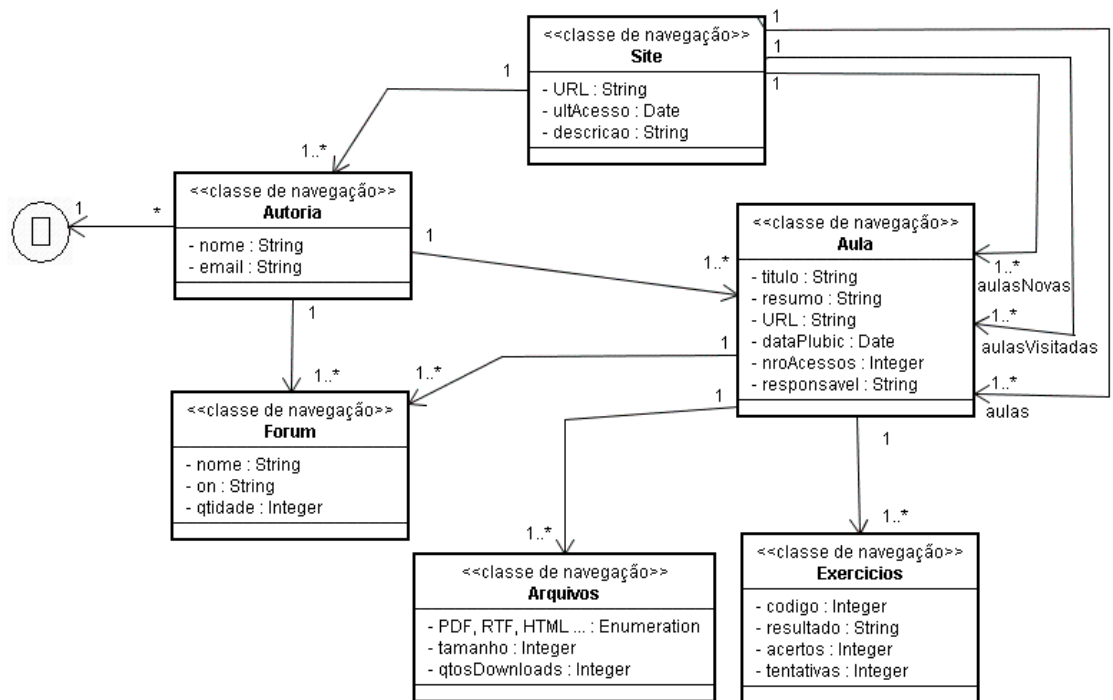 1
<<classe de navegação>>
Site
1
1
1
- URL : String
- ultAcesso : Date
- descricao : String
1..*
<<classe de navegação>>
Autoria
- nome : String
- email : String
1
*
1
1..*
1
1..*
<<classe de navegação>>
Aula
- titulo : String
- resumo : String
- URL : String
- dataPlubic : Date
- nroAcessos : Integer
- responsavel : String
1..*
aulasNovas
1..*
aulasVisitadas
1..*
aulas
1
1..*
1
<<classe de navegação>>
Forum
- nome : String
- on : String
- qtidade : Integer
1..*
1
1..*
<<classe de navegação>>
Arquivos
- PDF, RTF, HTML ... : Enumeration
- tamanho : Integer
- qtosDownloads : Integer
<<classe de navegação>>
Exercicios
- codigo : Integer
- resultado : String
- acertos : Integer
- tentativas : Integer